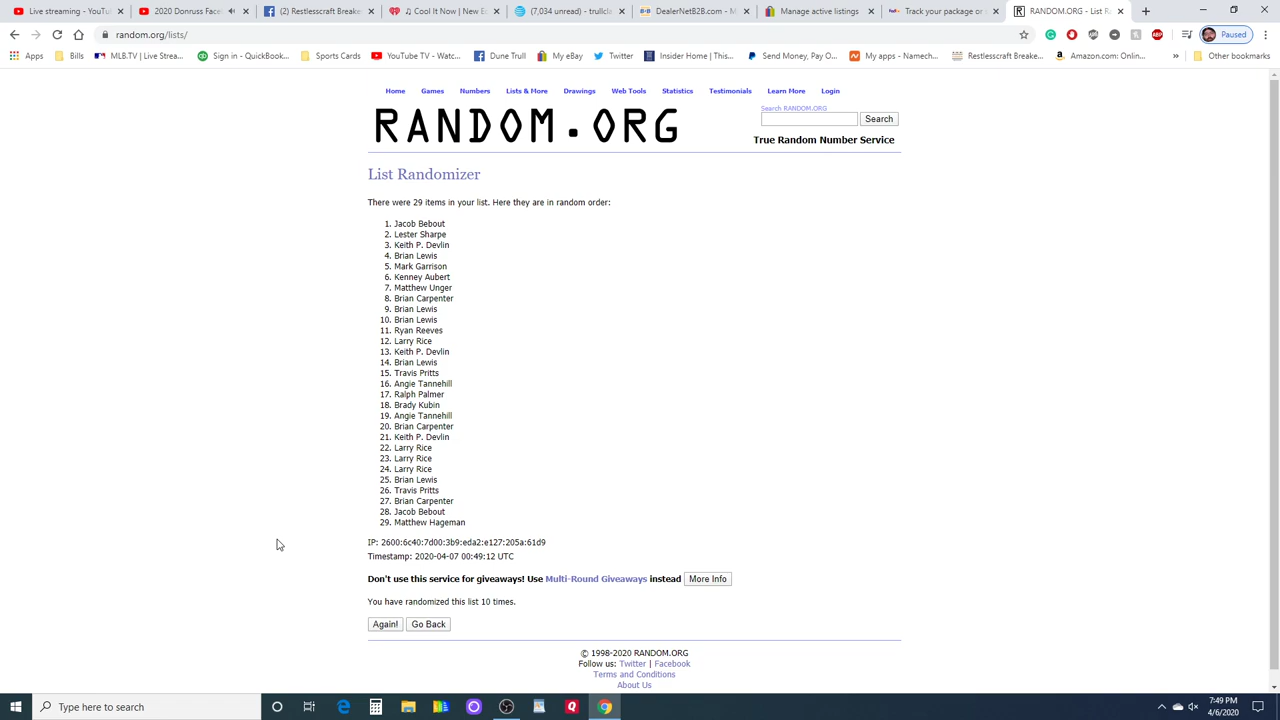 Live streaming - YouTub
2020 Donruss Face
(2) Restlesscraft Breake
(7,034 unread)
StreetNetB2B.com - M
Manage active listings
Track your package or
RANDOM.ORG - List R
random.org/lists/
Paused
Apps
Bills
MLB.TV | Live Stream...
Sign in - QuickBook...
Sports Cards
YouTube TV - Watc...
Dune Trull
My eBay
Twitter
Insider Home | This...
Send Money, Pay O...
My apps - Namech...
Restlesscraft Breake...
Amazon.com: Onlin...
»
Other bookmarks
Home Games Numbers Lists & More Drawings Web Tools Statistics Testimonials Learn More Login
Search RANDOM.ORG
RANDOM.ORG
Search
True Random Number Service
List Randomizer
There were 29 items in your list. Here they are in random order:
1. Jacob Bebout
2. Lester Sharpe
3. Keith P. Devlin
4. Brian Lewis
5. Mark Garrison
6. Kenney Aubert
7. Matthew Unger
8. Brian Carpenter
9. Brian Lewis
10. Brian Lewis
11. Ryan Reeves
12. Larry Rice
13. Keith P. Devlin
14. Brian Lewis
15. Travis Pritts
16. Angie Tannehill
17. Ralph Palmer
18. Brady Kubin
19. Angie Tannehill
20. Brian Carpenter
21. Keith P. Devlin
22. Larry Rice
23. Larry Rice
24. Larry Rice
25. Brian Lewis
26. Travis Pritts
27. Brian Carpenter
28. Jacob Bebout
29. Matthew Hageman
IP: 2600:6c40:7d00:3b9:eda2:e127:205a:61d9
Timestamp: 2020-04-07 00:49:12 UTC
Don't use this service for giveaways! Use Multi-Round Giveaways instead More Info
You have randomized this list 10 times.
Again! Go Back
© 1998-2020 RANDOM.ORG
Follow us: Twitter | Facebook
Terms and Conditions
About Us
Type here to search
7:49 PM
4/6/2020